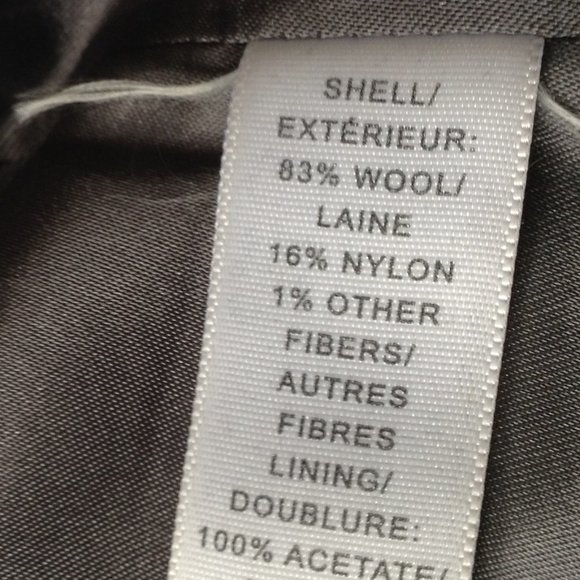 SHELL/
EXTÉRIEUR:
83% WOOL/
LAINE
16% NYLON
1% OTHER
FIBERS/
AUTRES
FIBRES
LINING/
DOUBLURE:
100% ACETATE/